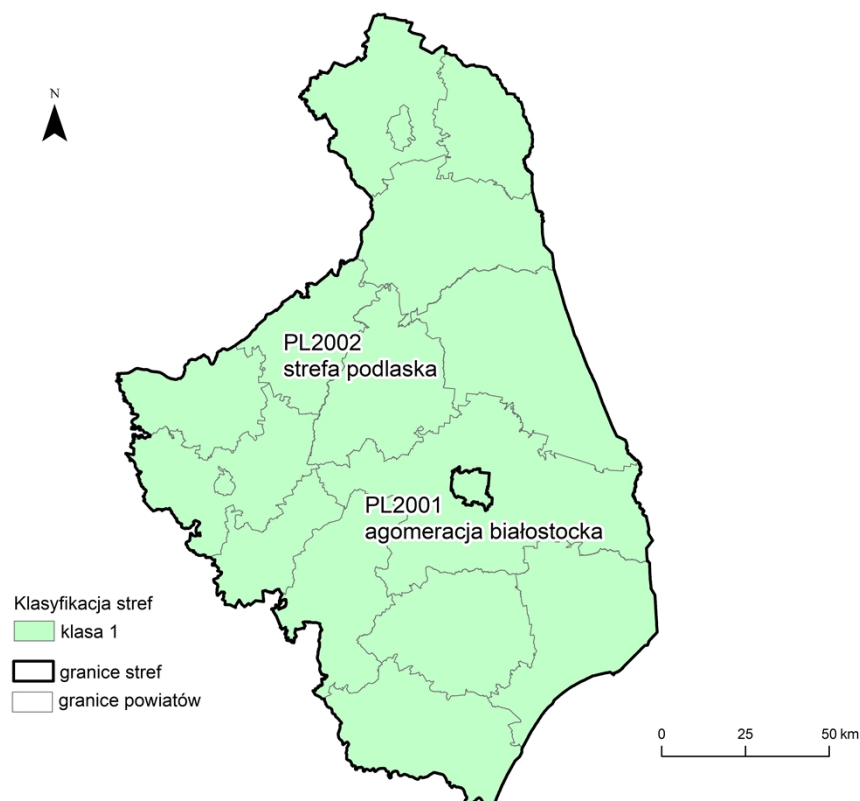 N
PL2002
strefa podlaska
PL2001
agomeracja białostocka
Klasyfikacja stref
klasa 1
granice stref
granice powiatów
0 25 50 km